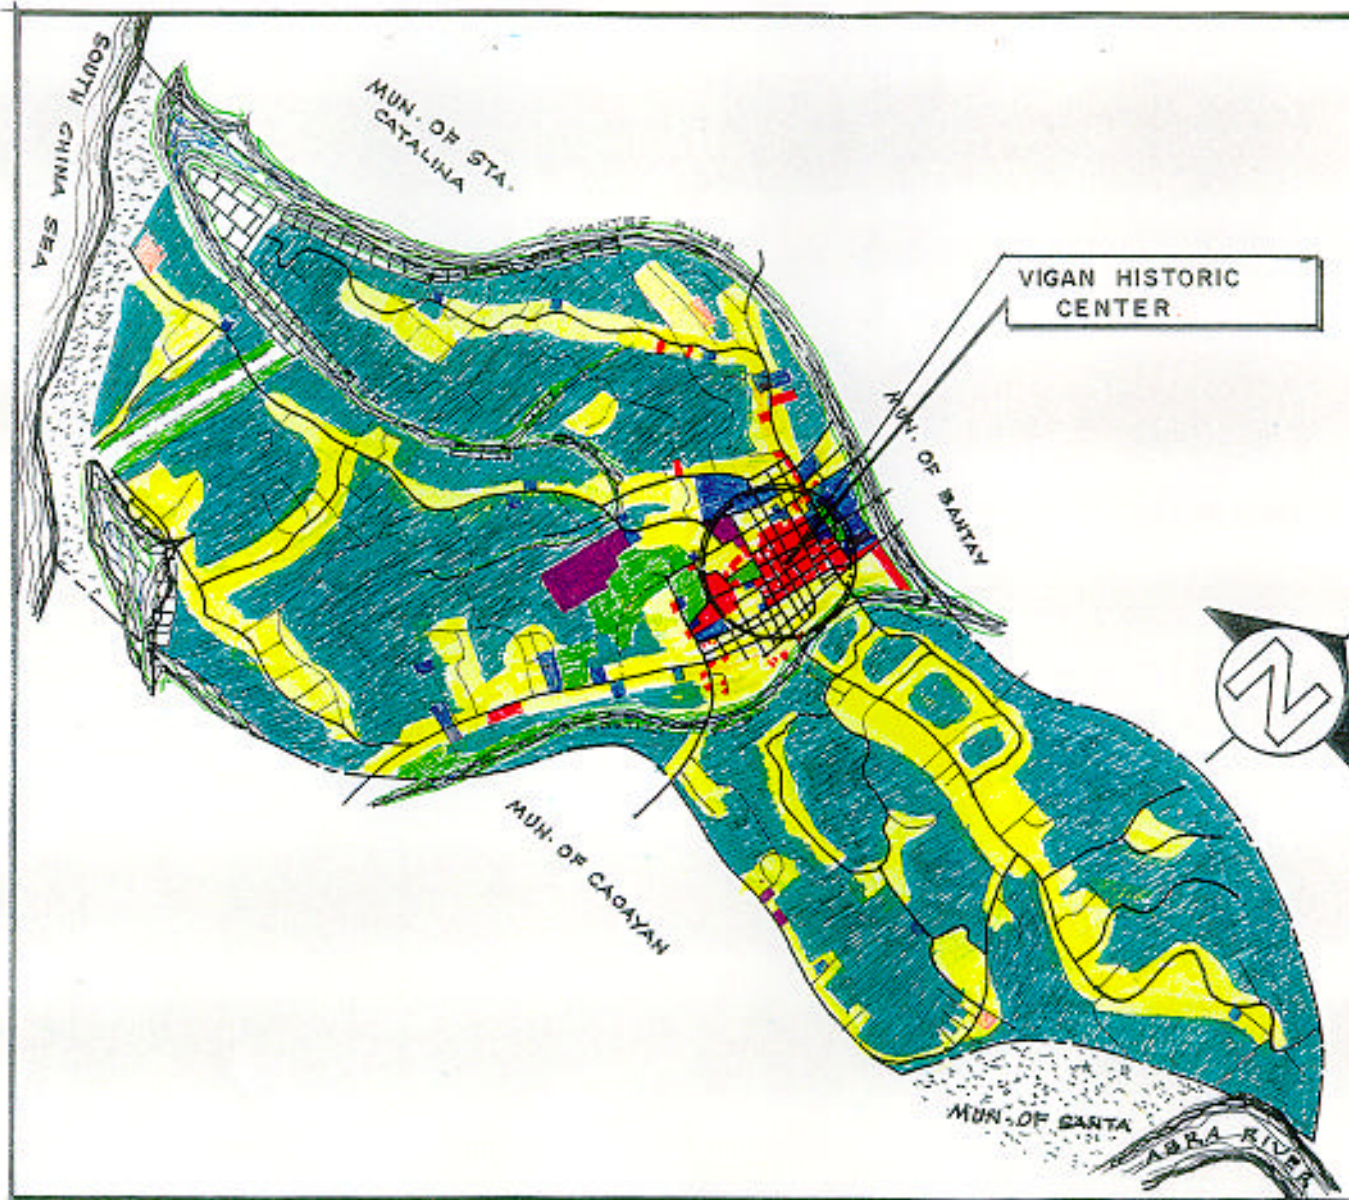 SOUTH CHINA SEA
MUN. OF STA.
CATALINA
RIVER
VIGAN HISTORIC
CENTER
MUN. OF BANTAY
MUN. OF CAOAYAN
MUN. OF SANTA
ABRA RIVER
N